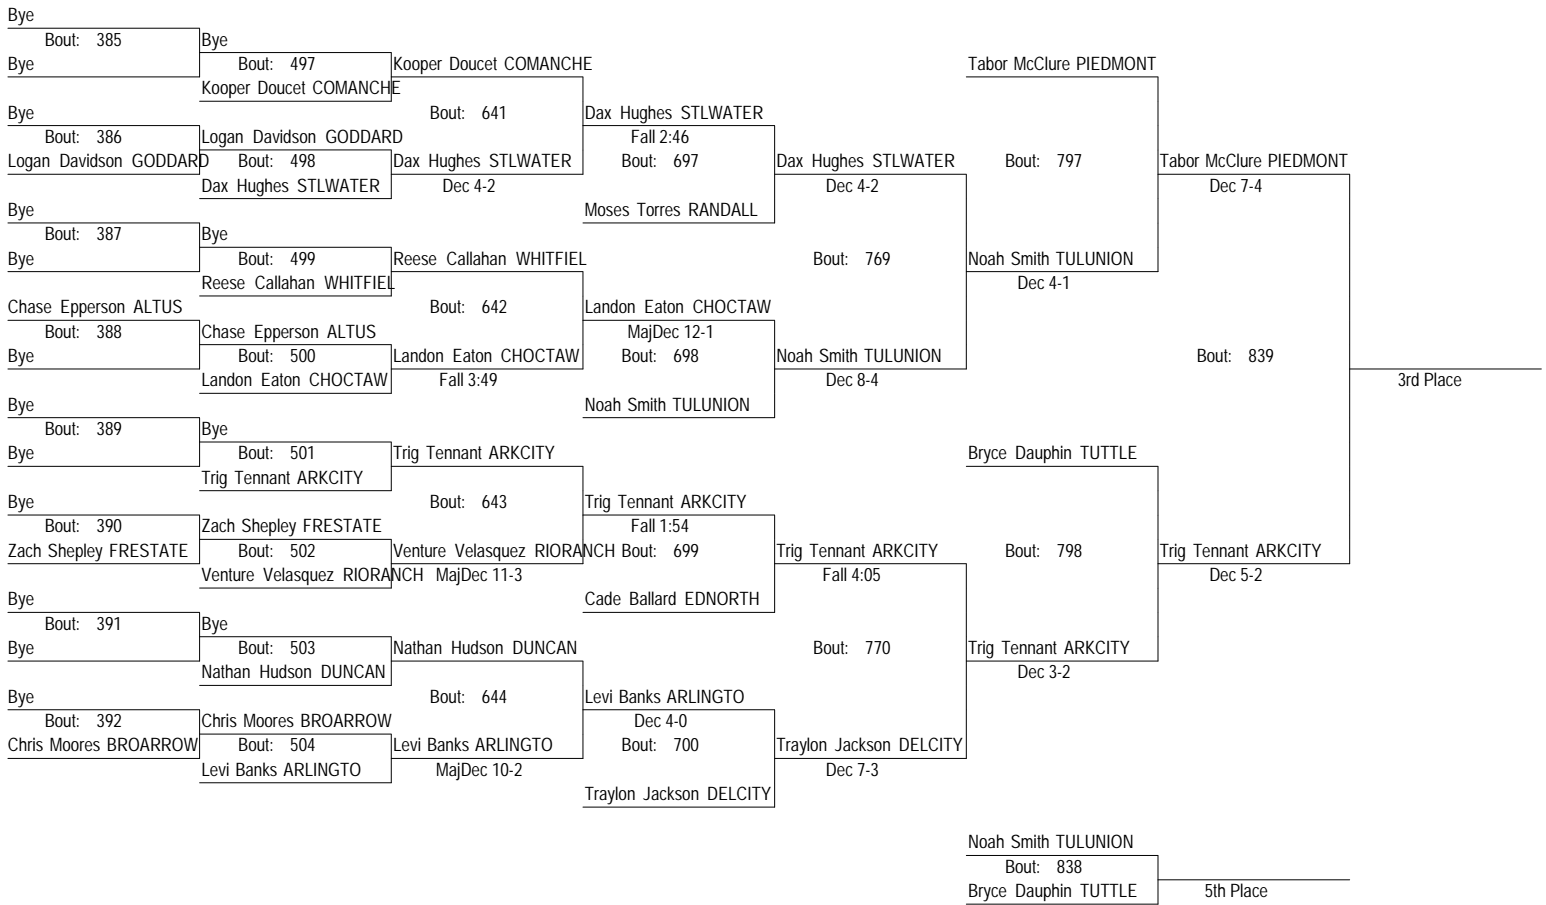 Bye
Bout: 385
Bye
Bye
Bout: 497
Kooper Doucet COMANCHE
Kooper Doucet COMANCHE
Tabor McClure PIEDMONT
Bye
Bout: 641
Dax Hughes STLWATER
Bout: 386
Logan Davidson GODDARD
Fall 2:46
Logan Davidson GODDARD
Bout: 498
Dax Hughes STLWATER
Bout: 697
Dax Hughes STLWATER
Bout: 797
Tabor McClure PIEDMONT
Dax Hughes STLWATER
Dec 4-2
Dec 4-2
Dec 7-4
Bye
Moses Torres RANDALL
Bout: 387
Bye
Bye
Bout: 499
Reese Callahan WHITFIEL
Bout: 769
Noah Smith TULUNION
Reese Callahan WHITFIEL
Dec 4-1
Chase Epperson ALTUS
Bout: 642
Landon Eaton CHOCTAW
Bout: 388
Chase Epperson ALTUS
MajDec 12-1
Bye
Bout: 500
Landon Eaton CHOCTAW
Bout: 698
Noah Smith TULUNION
Bout: 839
Landon Eaton CHOCTAW
Fall 3:49
Dec 8-4
3rd Place
Bye
Noah Smith TULUNION
Bout: 389
Bye
Bye
Bout: 501
Trig Tennant ARKCITY
Bryce Dauphin TUTTLE
Trig Tennant ARKCITY
Bye
Bout: 643
Trig Tennant ARKCITY
Bout: 390
Zach Shepley FRESTATE
Fall 1:54
Zach Shepley FRESTATE
Bout: 502
Venture Velasquez RIORANCH
Bout: 699
Trig Tennant ARKCITY
Bout: 798
Trig Tennant ARKCITY
Venture Velasquez RIORANCH
MajDec 11-3
Fall 4:05
Dec 5-2
Bye
Cade Ballard EDNORTH
Bout: 391
Bye
Bye
Bout: 503
Nathan Hudson DUNCAN
Bout: 770
Trig Tennant ARKCITY
Nathan Hudson DUNCAN
Dec 3-2
Bye
Bout: 644
Levi Banks ARLINGTO
Bout: 392
Chris Moores BROARROW
Dec 4-0
Chris Moores BROARROW
Bout: 504
Levi Banks ARLINGTO
Bout: 700
Traylon Jackson DELCITY
Levi Banks ARLINGTO
MajDec 10-2
Dec 7-3
Traylon Jackson DELCITY
Noah Smith TULUNION
Bout: 838
Bryce Dauphin TUTTLE
5th Place